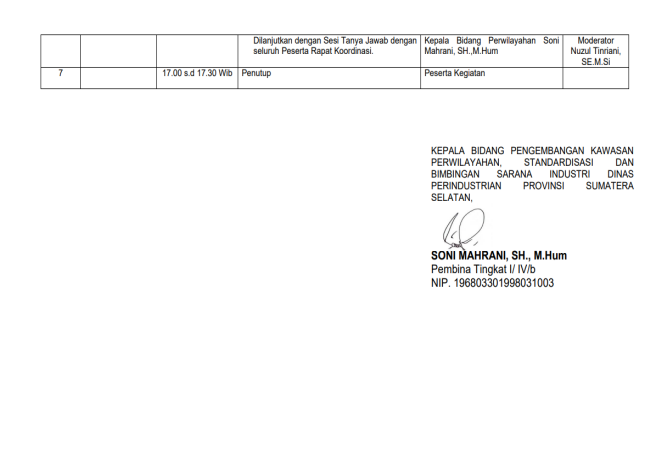 Dilanjutkan dengan Sesi Tanya Jawab dengan
seluruh Peserta Rapat Koordinasi.
Kepala Bidang Perwilayahan Soni
Mahrani, SH.,M.Hum
Moderator
Nuzul Tinriani,
SE.M.Si
7
17.00 s.d 17.30 Wib
Penutup
Peserta Kegiatan
KEPALA BIDANG PENGEMBANGAN KAWASAN
PERWILAYAHAN, STANDARDISASI DAN
BIMBINGAN SARANA INDUSTRI DINAS
PERINDUSTRIAN PROVINSI SUMATERA
SELATAN,
SONI MAHRANI, SH., M.Hum
Pembina Tingkat I/ IV/b
NIP. 196803301998031003